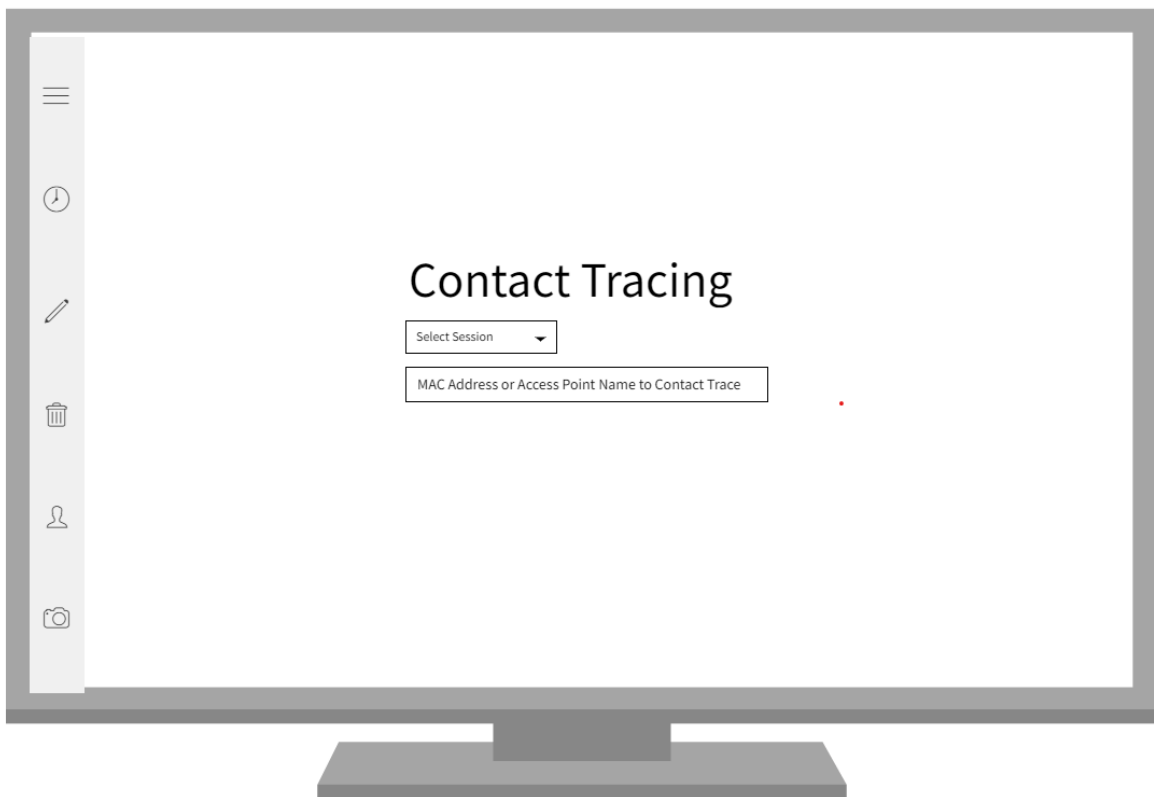 Contact Tracing
Select Session
MAC Address or Access Point Name to Contact Trace